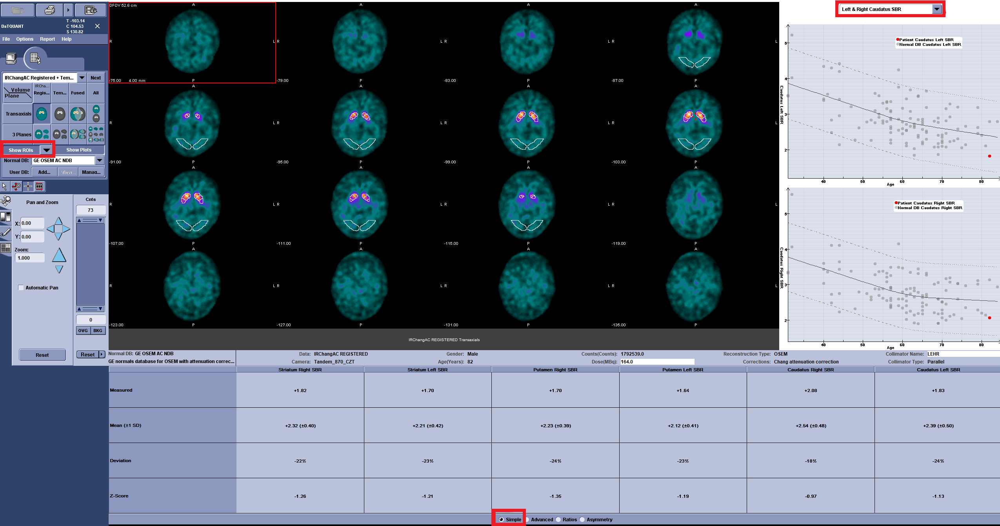 T -103.14
DaTQUANT
C 104.53
S 130.82
File Options Report Help
IRChangAC Registered + Tem... Next
Volume
Plane
IRCha...
Regis... Tem... Fused All
Transaxials
3 Planes
Show ROIs Show Plots
Normal DB: GE OSEM AC NDB
User DB: Add... View... Manag...
Pan and Zoom
X: 0.00
Y: 0.00
Zoom:
1.000
Automatic Pan
Reset
Cnts
73
0
OVG BKG
Reset
DFOV 52.6 cm
A A A A
R L R L R L R L
-75.00 4.00 mm P -79.00 P -83.00 P -87.00 P
A A A A
R L R L R L R L
-91.00 P -95.00 P -99.00 P -103.00 P
A A A A
R L R L R L R L
-107.00 P -111.00 P -115.00 P -119.00 P
A A A A
R L R L R L R L
-123.00 P -127.00 P -131.00 P -135.00 P
IRChangAC REGISTERED Transaxials
Left & Right Caudatus SBR
Patient Caudatus Left SBR
Normal DB Caudatus Left SBR
5
4
3
2
Caudatus Left SBR
40 50 60 70 80
Age
Patient Caudatus Right SBR
Normal DB Caudatus Right SBR
5
4
3
2
Caudatus Right SBR
40 50 60 70 80
Age
Normal DB: GE OSEM AC NDB Data: IRChangAC REGISTERED Gender: Male Counts(Counts): 1792539.0 Reconstruction Type: OSEM Collimator Name: LEHR
GE normals database for OSEM with attenuation correc... Camera: Tandem_870_CZT Age(Years): 82 Dose(MBq): 164.0 Corrections: Chang attenuation correction Collimator Type: Parallel
Striatum Right SBR Striatum Left SBR Putamen Right SBR Putamen Left SBR Caudatus Right SBR Caudatus Left SBR
Measured +1.82 +1.70 +1.70 +1.64 +2.08 +1.83
Mean (±1 SD) +2.32 (±0.40) +2.21 (±0.42) +2.23 (±0.39) +2.12 (±0.41) +2.54 (±0.48) +2.39 (±0.50)
Deviation -22% -23% -24% -23% -18% -24%
Z-Score -1.26 -1.21 -1.35 -1.19 -0.97 -1.13
Simple Advanced Ratios Asymmetry